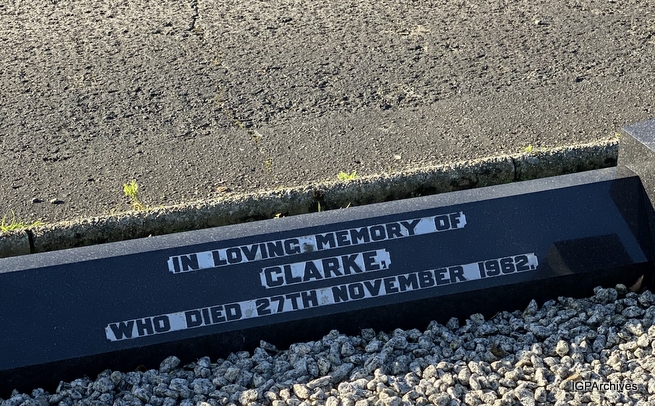 IN LOVING MEMORY OF
CLARKE,
WHO DIED 27TH NOVEMBER 1962.
IGPArchives